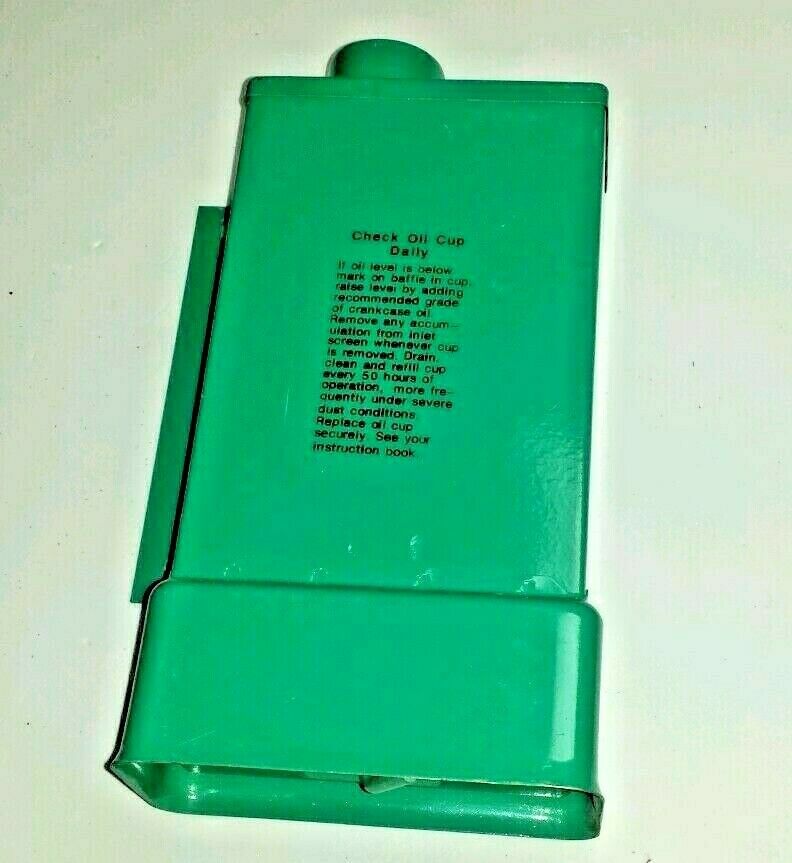 Check Oil Cup
Daily
If oil level is below
mark on baffle in cup,
raise level by adding
recommended grade
of crankcase oil.
Remove any accum-
ulation from inlet
screen whenever cup
is removed. Drain,
clean and refill cup
every 50 hours of
operation, more fre-
quently under severe
dust conditions.
Replace oil cup
securely. See your
instruction book.